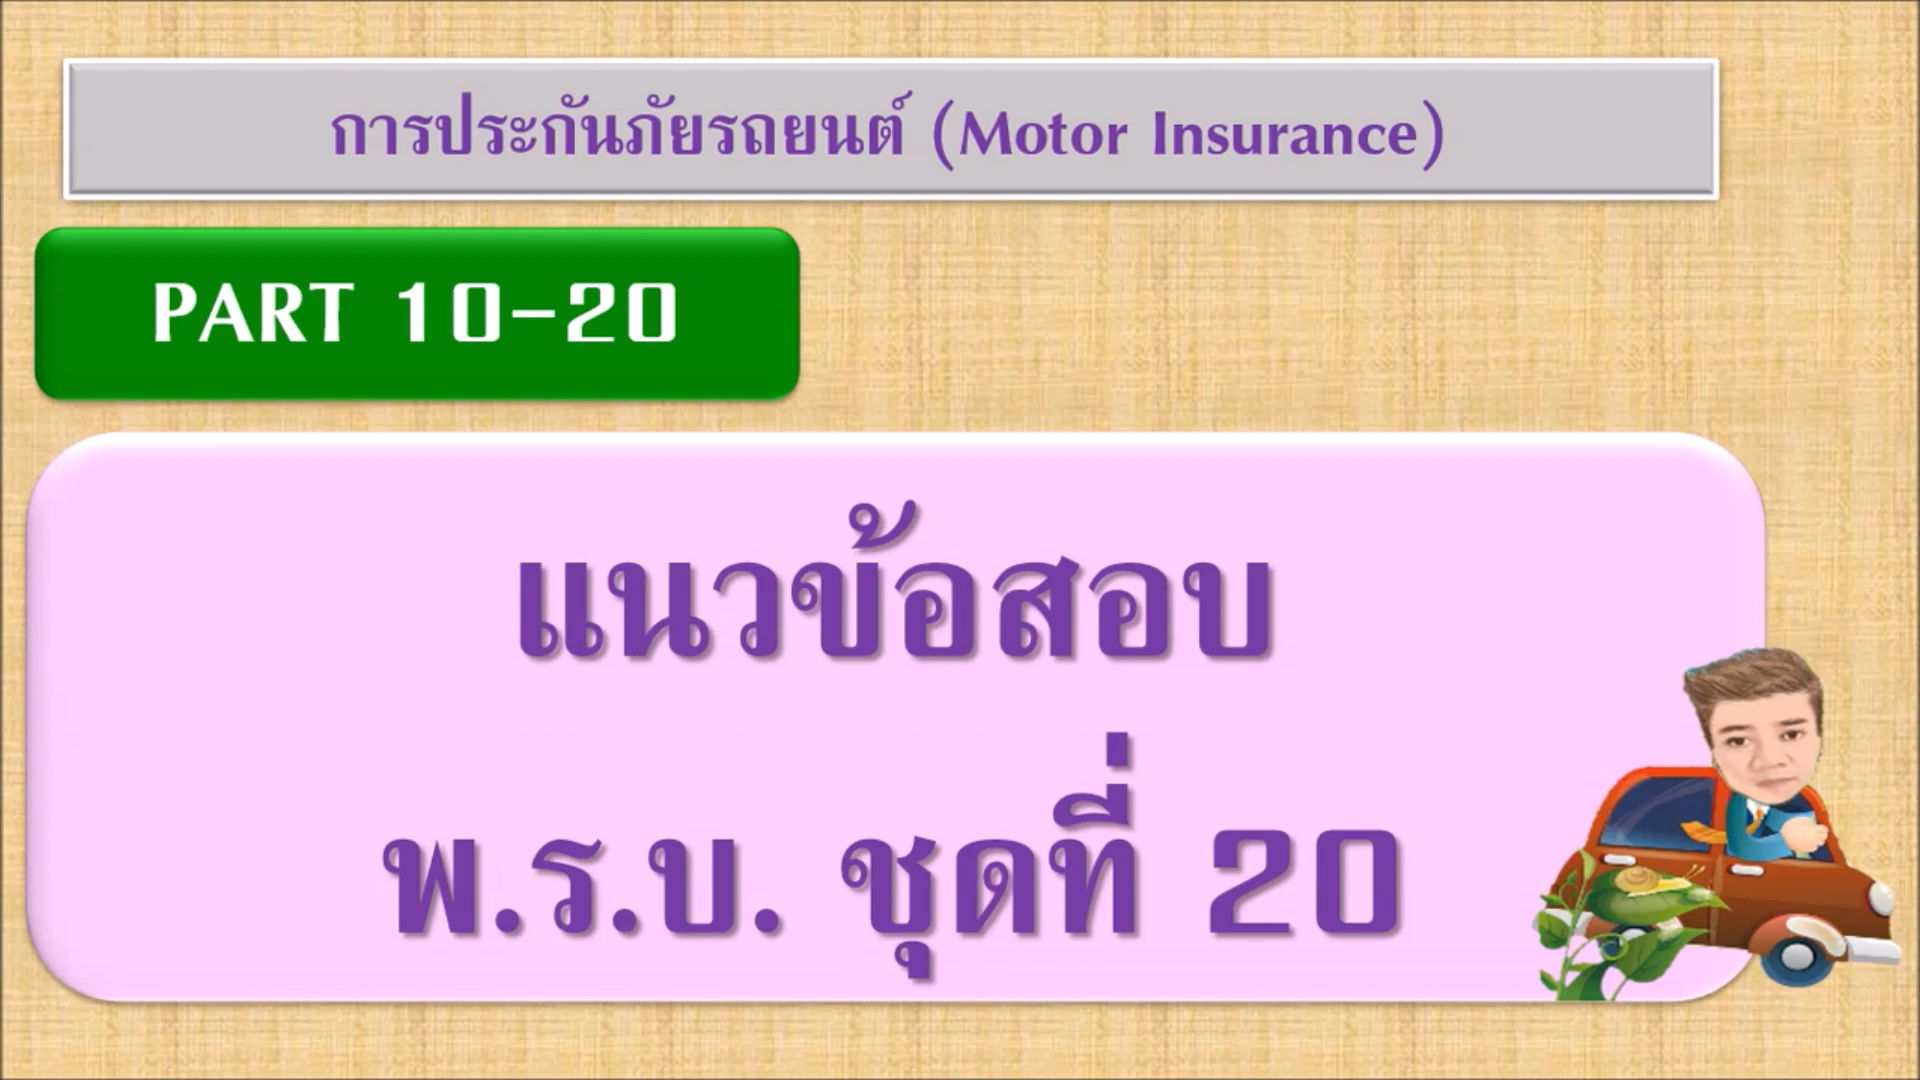 การประกันภัยรถยนต์ (Motor Insurance)
PART 10-20
แนวข้อสอบ
พ.ร.บ. ชุดที่ 20